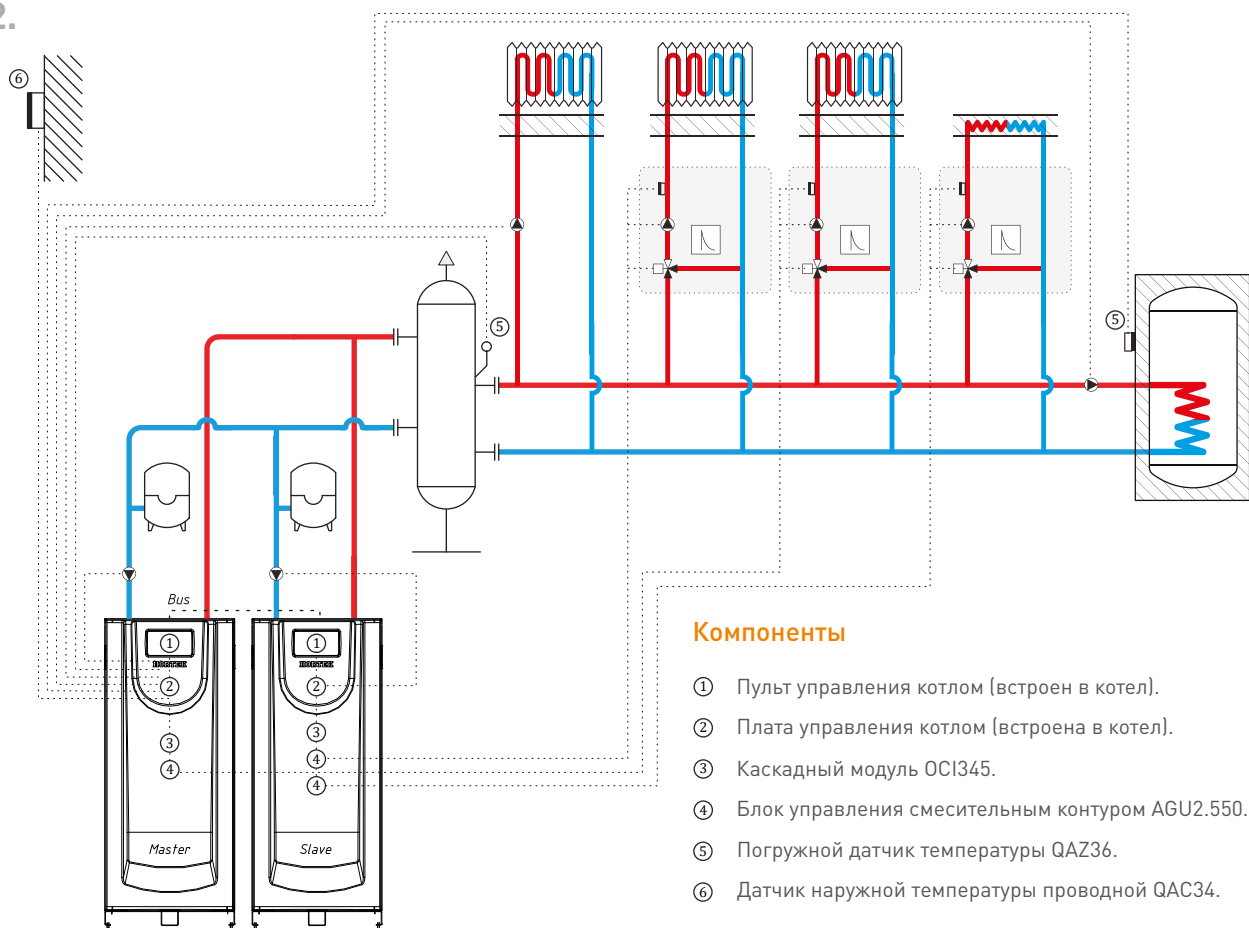 2.
⑥
⑤
⑤
Bus
①
HORTEK
②
③
④
Master
①
HORTEK
②
③
④
④
Slave
Компоненты
① Пульт управления котлом (встроен в котел).
② Плата управления котлом (встроена в котел).
③ Каскадный модуль OCI345.
④ Блок управления смесительным контуром AGU2.550.
⑤ Погружной датчик температуры QAZ36.
⑥ Датчик наружной температуры проводной QAC34.